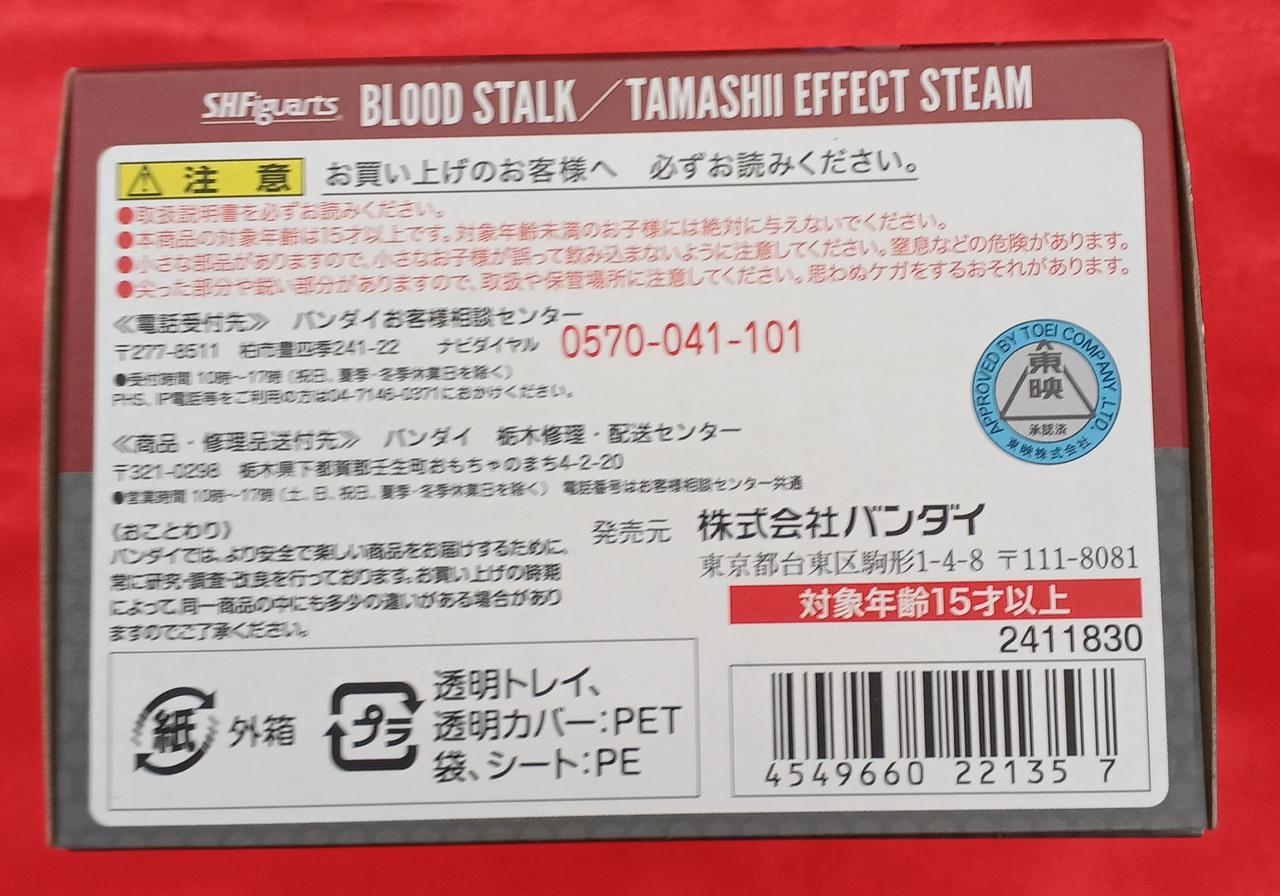 SHFiguarts BLOOD STALK／TAMASHII EFFECT STEAM
注 意 お買い上げのお客様へ 必ずお読みください。
●取扱説明書を必ずお読みください。
●本商品の対象年齢は15才以上です。対象年齢未満のお子様には絶対に与えないでください。
●小さな部品がありますので、小さなお子様が誤って飲み込まないように注意してください。窒息などの危険があります。
●尖った部分や鋭い部分がありますので、取扱や保管場所に注意してください。思わぬケガをするおそれがあります。
≪電話受付先≫ バンダイお客様相談センター
〒277-8511 柏市豊四季241-22 ナビダイヤル 0570-041-101
●受付時間 10時〜17時（祝日、夏季・冬季休業日を除く）
PHS、IP電話等をご利用の方は04-7146-0371におかけください。
≪商品・修理品送付先≫ バンダイ 栃木修理・配送センター
〒321-0298 栃木県下都賀郡壬生町おもちゃのまち4-2-20
●営業時間 10時〜17時（土、日、祝日、夏季・冬季休業日を除く） 電話番号はお客様相談センター共通
《おことわり》
バンダイでは、より安全で楽しい商品をお届けするために、
常に研究・調査・改良を行っております。お買い上げの時期
によって、同一商品の中にも多少の違いがある場合があり
ますのでご了承ください。
発売元 株式会社バンダイ
東京都台東区駒形1-4-8 〒111-8081
対象年齢15才以上
2411830
APPROVED BY TOEI COMPANY,LTD.
東映
承認済
東映株式会社
紙 外箱
プラ 透明トレイ、
透明カバー：PET
袋、シート：PE
4549660 22135 7